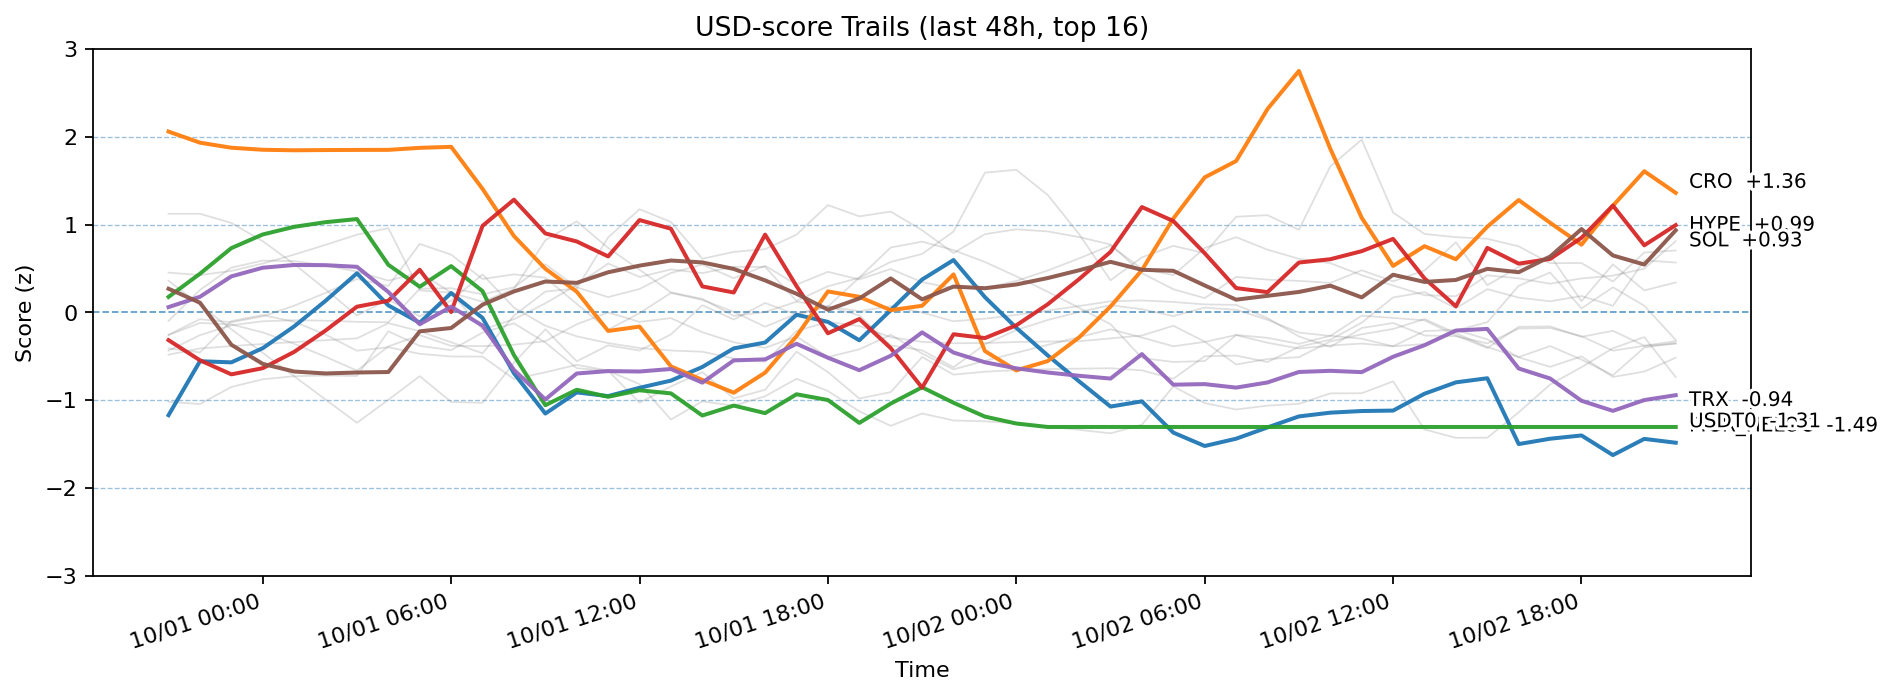 USD-score Trails (last 48h, top 16)
Score (z)
3
2
1
0
−1
−2
−3
CRO +1.36
HYPE +0.99
SOL +0.93
TRX -0.94
USDT0 -1.31
-1.49
10/01 00:00
10/01 06:00
10/01 12:00
10/01 18:00
10/02 00:00
10/02 06:00
10/02 12:00
10/02 18:00
Time